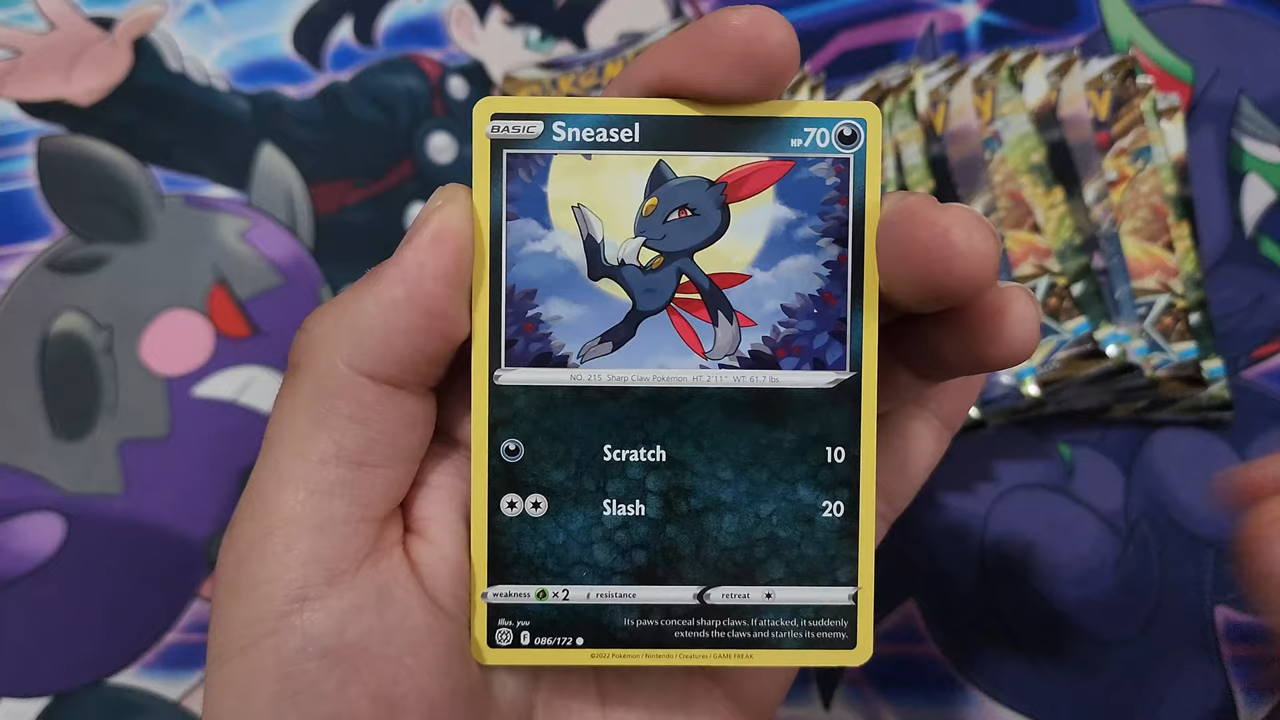 BASIC Sneasel HP 70
NO. 215 Sharp Claw Pokémon HT. 2'11" WT. 61.7 lbs.
Scratch 10
Slash 20
weakness ×2 resistance retreat
Illus. yuu
Its paws conceal sharp claws. If attacked, it suddenly
extends the claws and startles its enemy.
F 086/172
©2022 Pokémon / Nintendo / Creatures / GAME FREAK